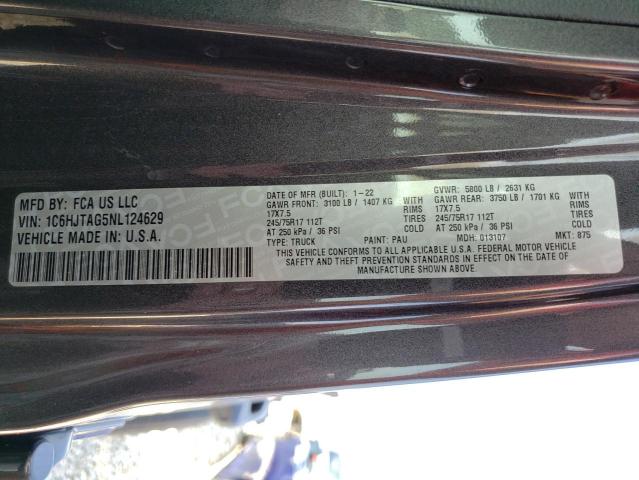 MFD BY: FCA US LLC
VIN: 1C6HJTAG5NL124629
VEHICLE MADE IN: U.S.A.
DATE OF MFR (BUILT): 1-22 GVWR: 5800 LB / 2631 KG
GAWR FRONT: 3100 LB / 1407 KG WITH GAWR REAR: 3750 LB / 1701 KG WITH
17X7.5 RIMS 17X7.5 RIMS
245/75R17 112T TIRES 245/75R17 112T TIRES
AT 250 kPa / 36 PSI AT 250 kPa / 36 PSI
TYPE: TRUCK PAINT: PAU MDH: 013107 MKT: 875
THIS VEHICLE CONFORMS TO ALL APPLICABLE U.S.A. FEDERAL MOTOR VEHICLE
SAFETY AND THEFT PREVENTION STANDARDS IN EFFECT ON THE DATE OF
MANUFACTURE SHOWN ABOVE.